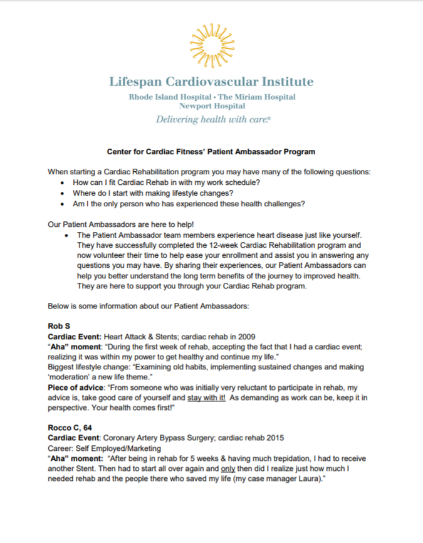 Lifespan Cardiovascular Institute
Rhode Island Hospital • The Miriam Hospital
Newport Hospital
Delivering health with care.®
Center for Cardiac Fitness' Patient Ambassador Program
When starting a Cardiac Rehabilitation program you may have many of the following questions:
• How can I fit Cardiac Rehab in with my work schedule?
• Where do I start with making lifestyle changes?
• Am I the only person who has experienced these health challenges?
Our Patient Ambassadors are here to help!
• The Patient Ambassador team members experience heart disease just like yourself.
They have successfully completed the 12-week Cardiac Rehabilitation program and
now volunteer their time to help ease your enrollment and assist you in answering any
questions you may have. By sharing their experiences, our Patient Ambassadors can
help you better understand the long term benefits of the journey to improved health.
They are here to support you through your Cardiac Rehab program.
Below is some information about our Patient Ambassadors:
Rob S
Cardiac Event: Heart Attack & Stents; cardiac rehab in 2009
"Aha" moment: "During the first week of rehab, accepting the fact that I had a cardiac event;
realizing it was within my power to get healthy and continue my life."
Biggest lifestyle change: "Examining old habits, implementing sustained changes and making
'moderation' a new life theme."
Piece of advice: "From someone who was initially very reluctant to participate in rehab, my
advice is, take good care of yourself and stay with it! As demanding as work can be, keep it in
perspective. Your health comes first!"
Rocco C, 64
Cardiac Event: Coronary Artery Bypass Surgery; cardiac rehab 2015
Career: Self Employed/Marketing
"Aha" moment: "After being in rehab for 5 weeks & having much trepidation, I had to receive
another Stent. Then had to start all over again and only then did I realize just how much I
needed rehab and the people there who saved my life (my case manager Laura)."